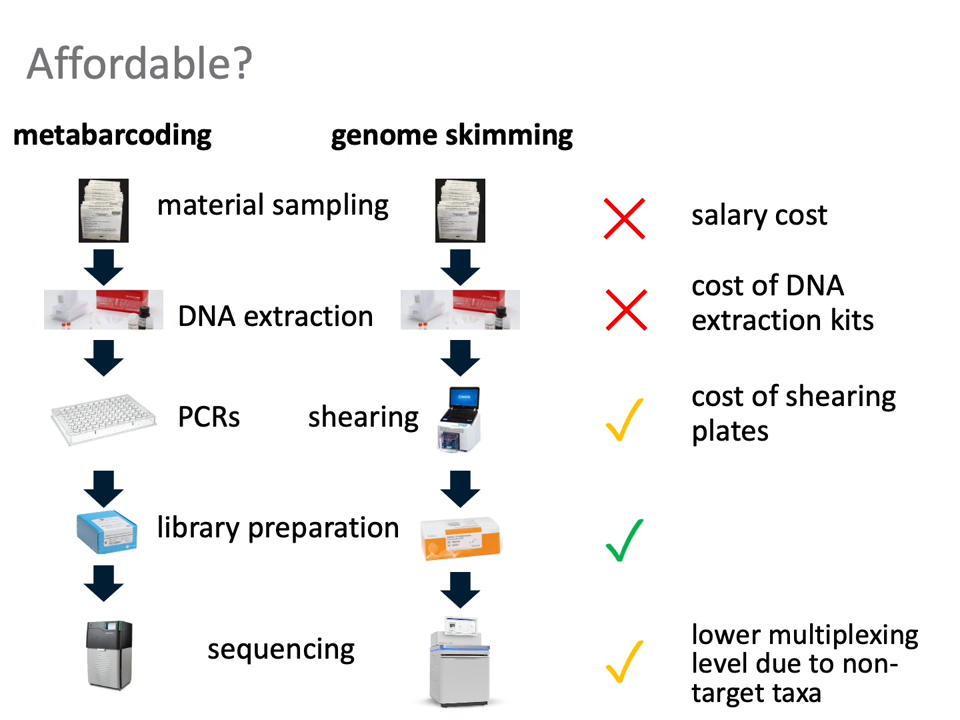 Affordable?
metabarcoding
genome skimming
material sampling
salary cost
DNA extraction
cost of DNA
extraction kits
PCRs
shearing
cost of shearing
plates
library preparation
sequencing
lower multiplexing
level due to non-
target taxa